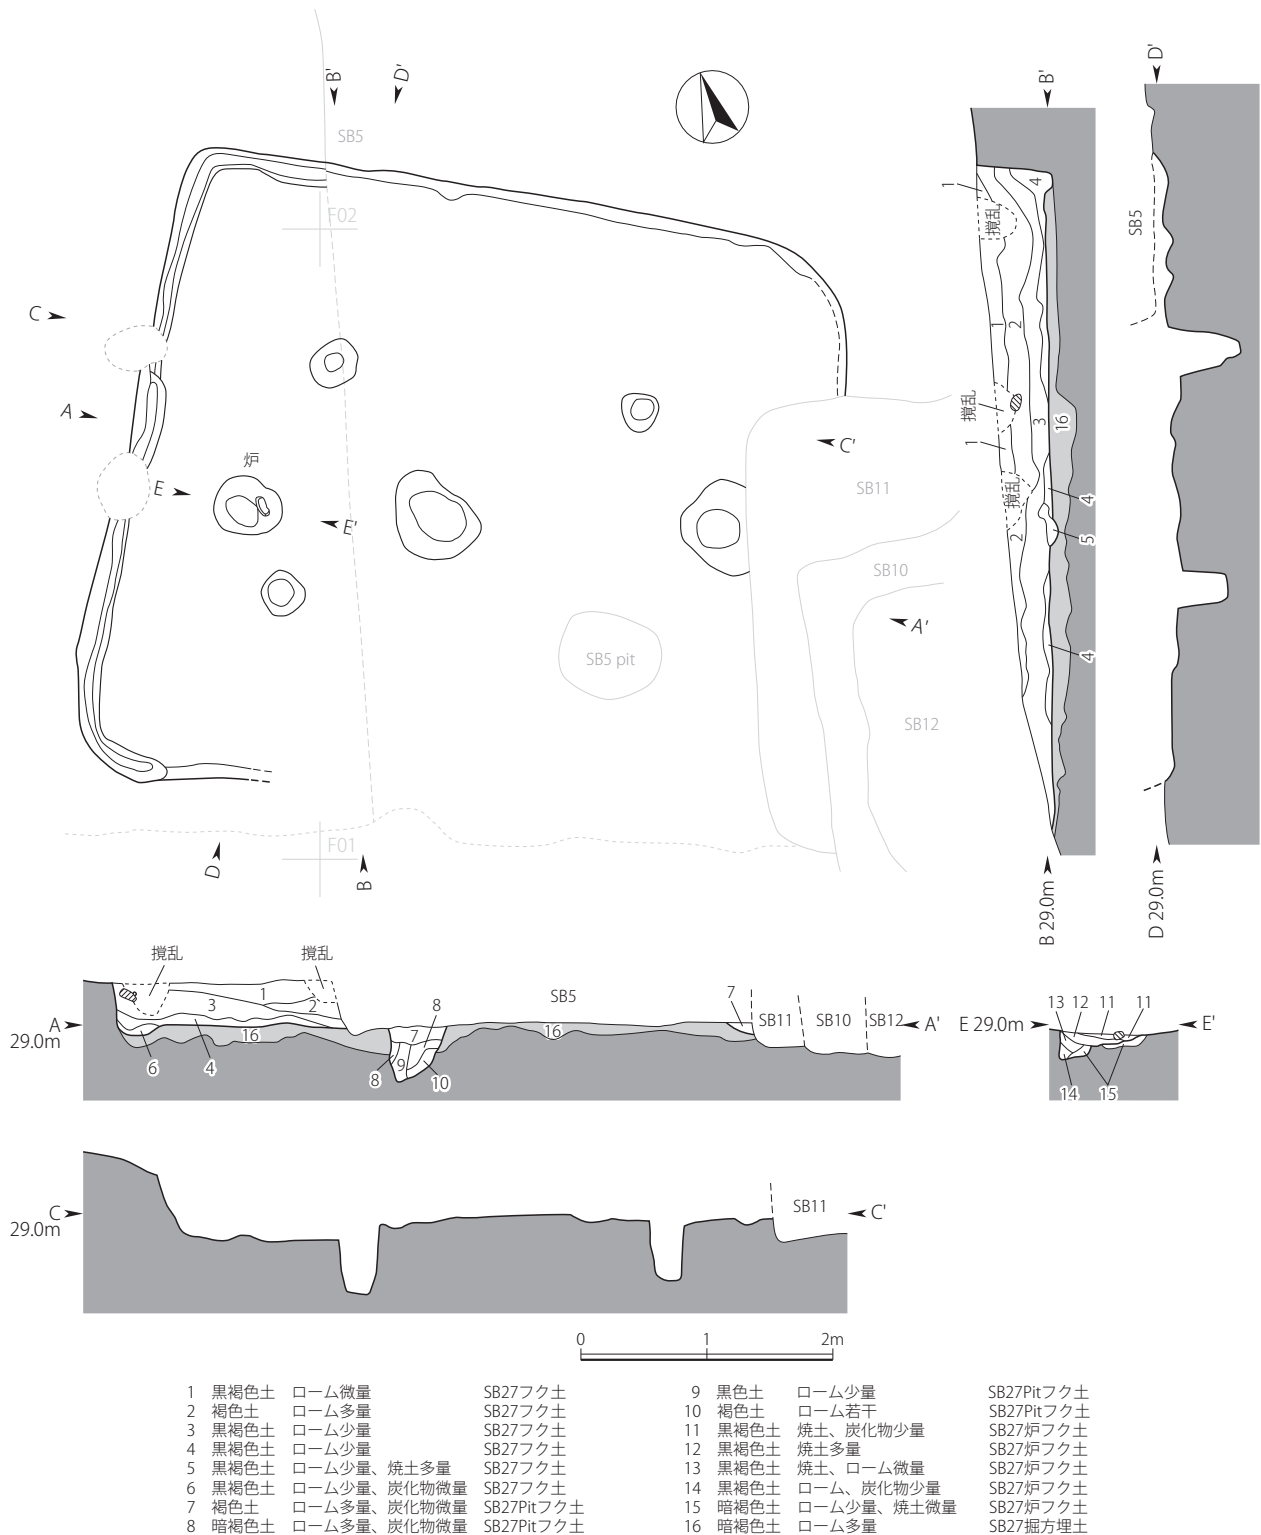 B'
D'
SB5
F02
C
A
炉
E
E'
C'
SB11
SB10
A'
SB5 pit
SB12
F01
D
B
B'
D'
1
4
撹乱
SB5
1
2
撹乱
3
16
1
撹乱
4
2
5
4
B 29.0m
D 29.0m
撹乱
撹乱
1
3
2
8
SB5
7
A
29.0m
16
7
16
SB11
SB10
SB12
A'
6
4
8
9
10
13
12
11
11
E 29.0m
E'
14
15
C
29.0m
SB11
C'
0
1
2m
1 黒褐色土 ローム微量 SB27フク土
2 褐色土 ローム多量 SB27フク土
3 黒褐色土 ローム少量 SB27フク土
4 黒褐色土 ローム少量 SB27フク土
5 黒褐色土 ローム少量、焼土多量 SB27フク土
6 黒褐色土 ローム少量、炭化物微量 SB27フク土
7 褐色土 ローム多量、炭化物微量 SB27Pitフク土
8 暗褐色土 ローム多量、炭化物微量 SB27Pitフク土
9 黒色土 ローム少量 SB27Pitフク土
10 褐色土 ローム若干 SB27Pitフク土
11 黒褐色土 焼土、炭化物少量 SB27炉フク土
12 黒褐色土 焼土多量 SB27炉フク土
13 黒褐色土 焼土、ローム微量 SB27炉フク土
14 黒褐色土 ローム、炭化物少量 SB27炉フク土
15 暗褐色土 ローム少量、焼土微量 SB27炉フク土
16 暗褐色土 ローム多量 SB27掘方埋土